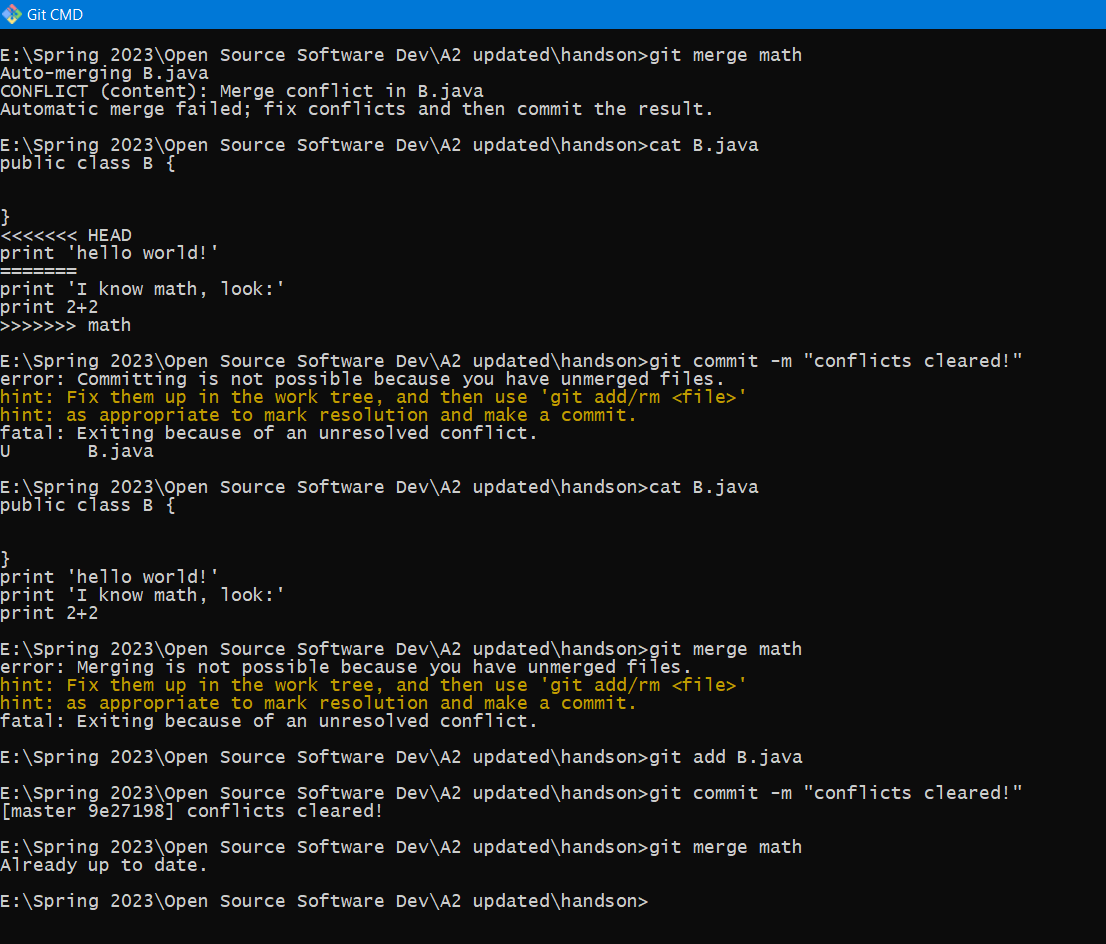 Git CMD
E:\Spring 2023\Open Source Software Dev\A2 updated\handson>git merge math
Auto-merging B.java
CONFLICT (content): Merge conflict in B.java
Automatic merge failed; fix conflicts and then commit the result.
E:\Spring 2023\Open Source Software Dev\A2 updated\handson>cat B.java
public class B {
}
<<<<<<< HEAD
print 'hello world!'
=======
print 'I know math, look:'
print 2+2
>>>>>>> math
E:\Spring 2023\Open Source Software Dev\A2 updated\handson>git commit -m "conflicts cleared!"
error: Committing is not possible because you have unmerged files.
hint: Fix them up in the work tree, and then use 'git add/rm <file>'
hint: as appropriate to mark resolution and make a commit.
fatal: Exiting because of an unresolved conflict.
U       B.java
E:\Spring 2023\Open Source Software Dev\A2 updated\handson>cat B.java
public class B {
}
print 'hello world!'
print 'I know math, look:'
print 2+2
E:\Spring 2023\Open Source Software Dev\A2 updated\handson>git merge math
error: Merging is not possible because you have unmerged files.
hint: Fix them up in the work tree, and then use 'git add/rm <file>'
hint: as appropriate to mark resolution and make a commit.
fatal: Exiting because of an unresolved conflict.
E:\Spring 2023\Open Source Software Dev\A2 updated\handson>git add B.java
E:\Spring 2023\Open Source Software Dev\A2 updated\handson>git commit -m "conflicts cleared!"
[master 9e27198] conflicts cleared!
E:\Spring 2023\Open Source Software Dev\A2 updated\handson>git merge math
Already up to date.
E:\Spring 2023\Open Source Software Dev\A2 updated\handson>